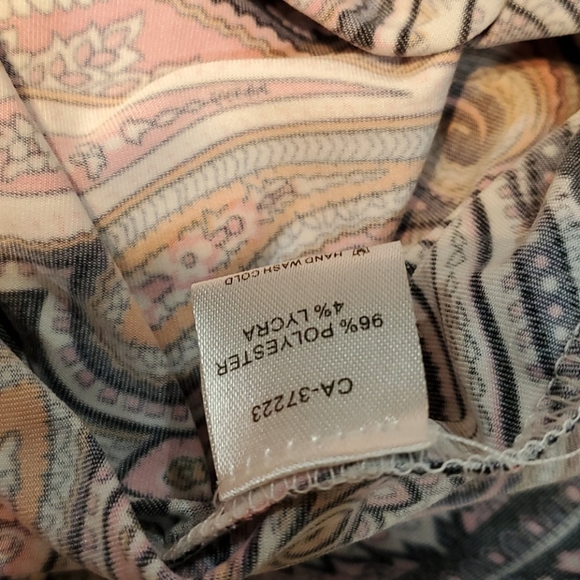 CA-37223
96% POLYESTER
4% LYCRA
HAND WASH COLD